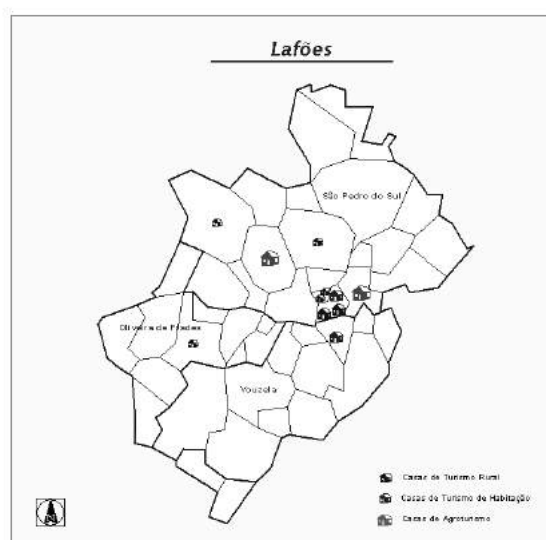 Lafões
São Pedro do Sul
Oliveira de Frades
Vouzela
Casas de Turismo Rural
Casas de Turismo de Habitação
Casas de Agroturismo